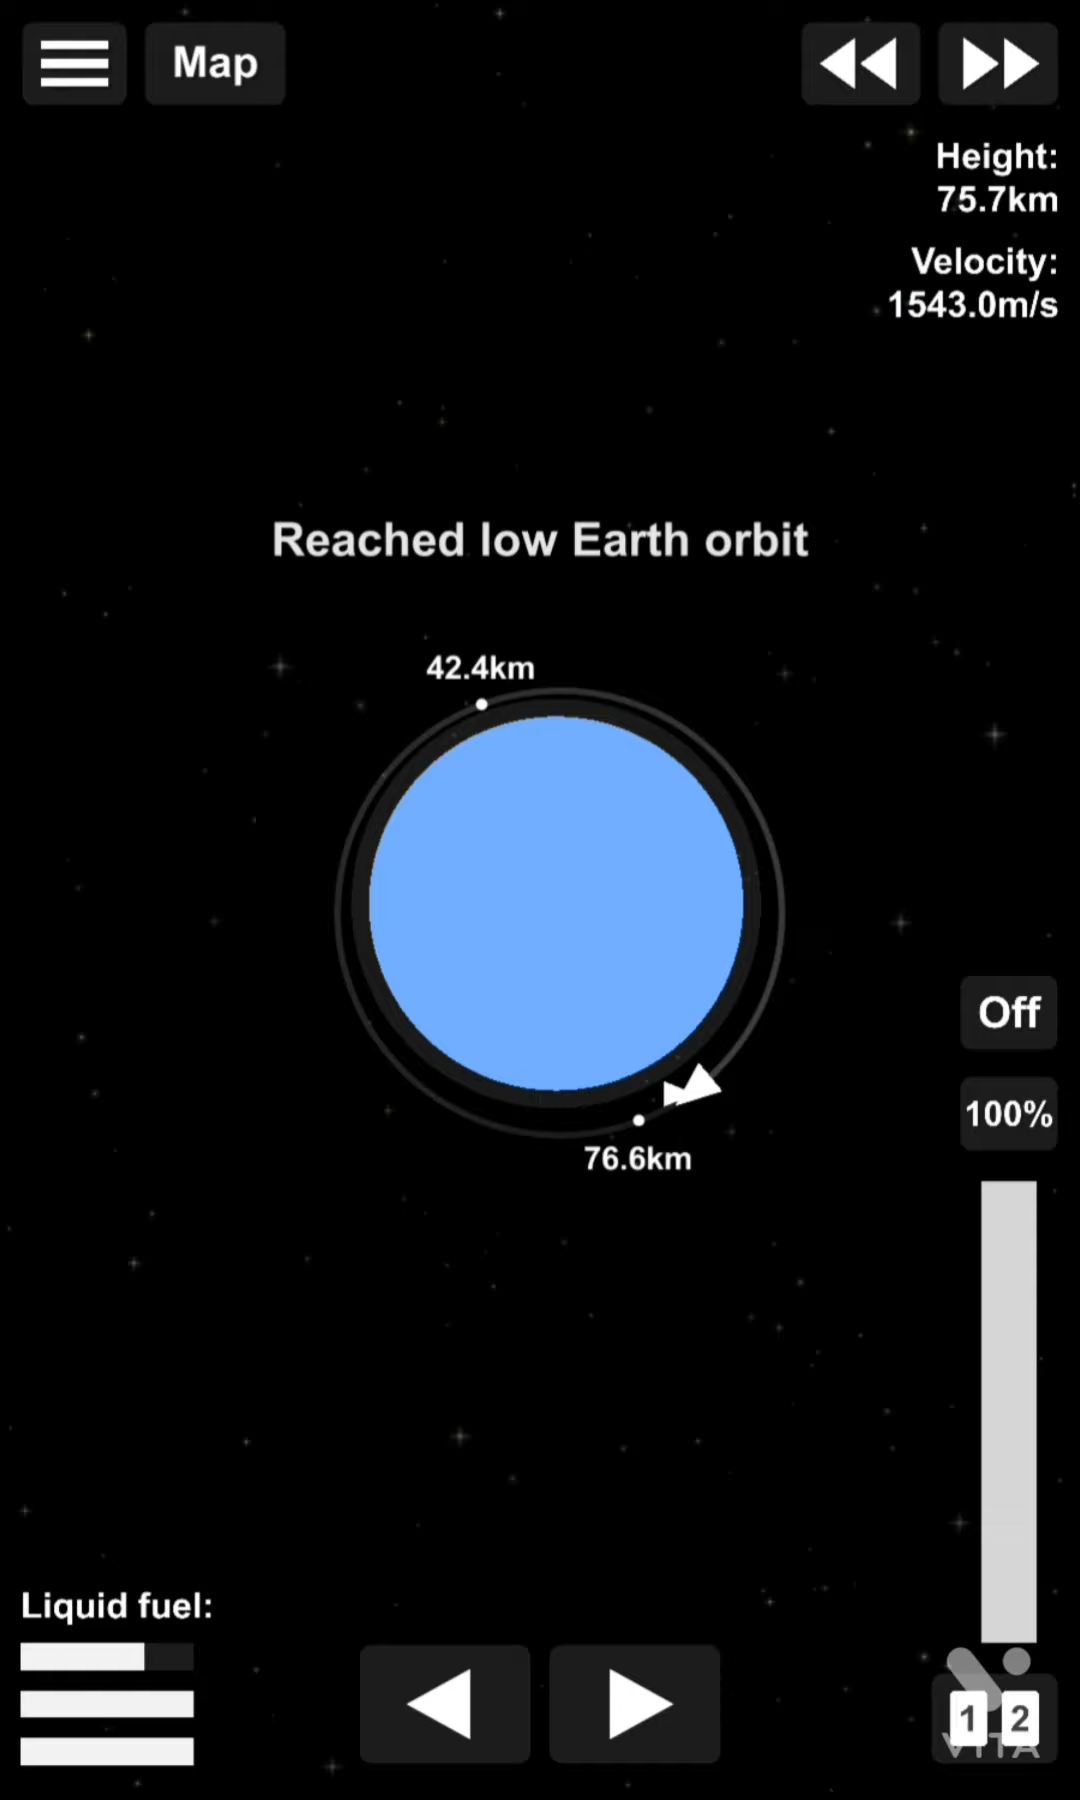 Map
Height:
75.7km
Velocity:
1543.0m/s
Reached low Earth orbit
42.4km
76.6km
Off
100%
Liquid fuel:
1 2
VITA